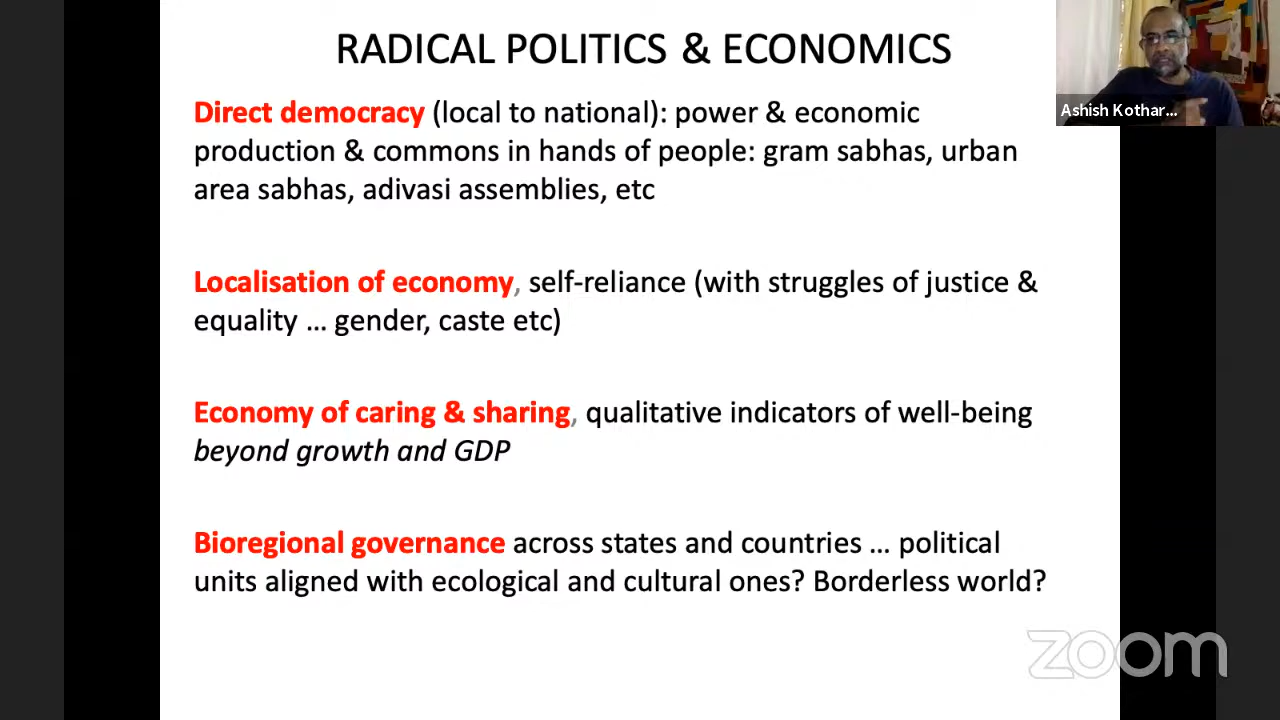 RADICAL POLITICS & ECONOMICS
Direct democracy (local to national): power & economic
production & commons in hands of people: gram sabhas, urban
area sabhas, adivasi assemblies, etc
Localisation of economy, self-reliance (with struggles of justice &
equality … gender, caste etc)
Economy of caring & sharing, qualitative indicators of well-being
beyond growth and GDP
Bioregional governance across states and countries … political
units aligned with ecological and cultural ones? Borderless world?
Ashish Kothar...
zoom